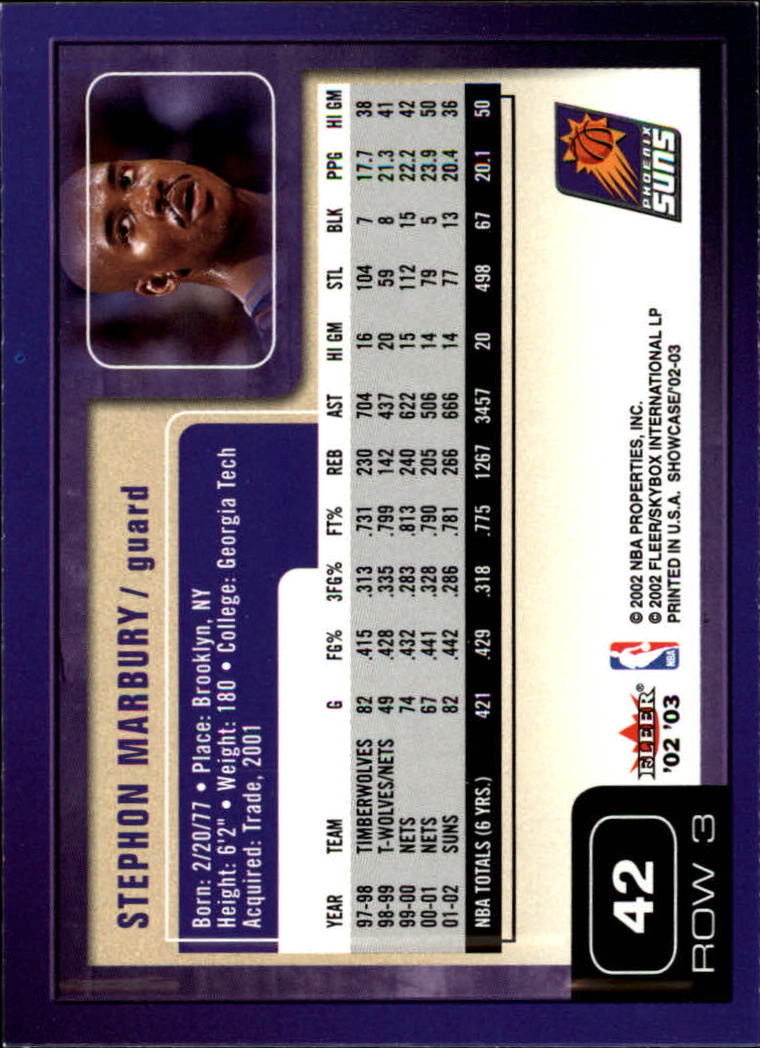 STEPHON MARBURY / guard
Born: 2/20/77 • Place: Brooklyn, NY
Height: 6'2" • Weight: 180 • College: Georgia Tech
Acquired: Trade, 2001
YEAR TEAM G FG% 3FG% FT% REB AST HI GM STL BLK PPG HI GM
97-98 TIMBERWOLVES 82 .415 .313 .731 230 704 16 104 7 17.7 38
98-99 T-WOLVES/NETS 49 .428 .335 .799 142 437 20 59 8 21.3 41
99-00 NETS 74 .432 .283 .813 240 622 15 112 15 22.2 42
00-01 NETS 67 .441 .328 .790 205 506 14 79 5 23.9 50
01-02 SUNS 82 .442 .286 .781 266 666 14 77 13 20.4 36
NBA TOTALS (6 YRS.) 421 .429 .318 .775 1267 3457 20 498 67 20.1 50
PHOENIX
SUNS
42
ROW 3
FLEER®
'02 '03
NBA
© 2002 NBA PROPERTIES, INC.
© 2002 FLEER/SKYBOX INTERNATIONAL LP
PRINTED IN U.S.A. SHOWCASE/'02-03